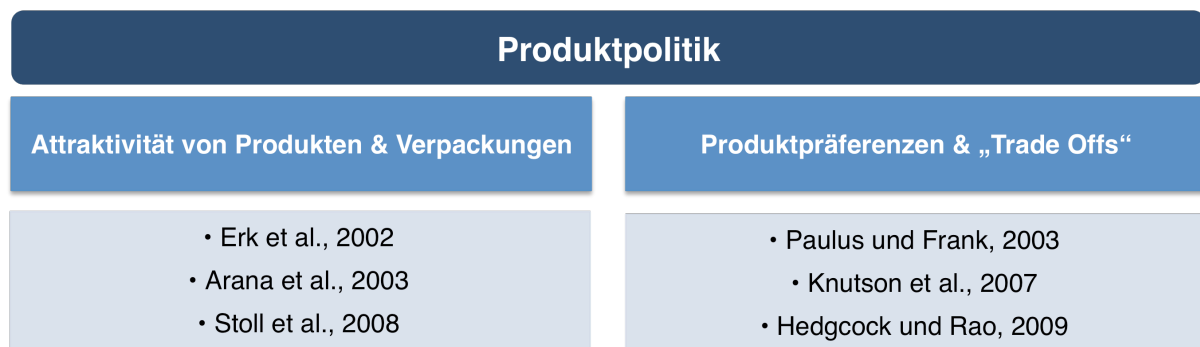 Produktpolitik
Attraktivität von Produkten & Verpackungen
• Erk et al., 2002
• Arana et al., 2003
• Stoll et al., 2008
Produktpräferenzen & „Trade Offs“
• Paulus und Frank, 2003
• Knutson et al., 2007
• Hedgcock und Rao, 2009